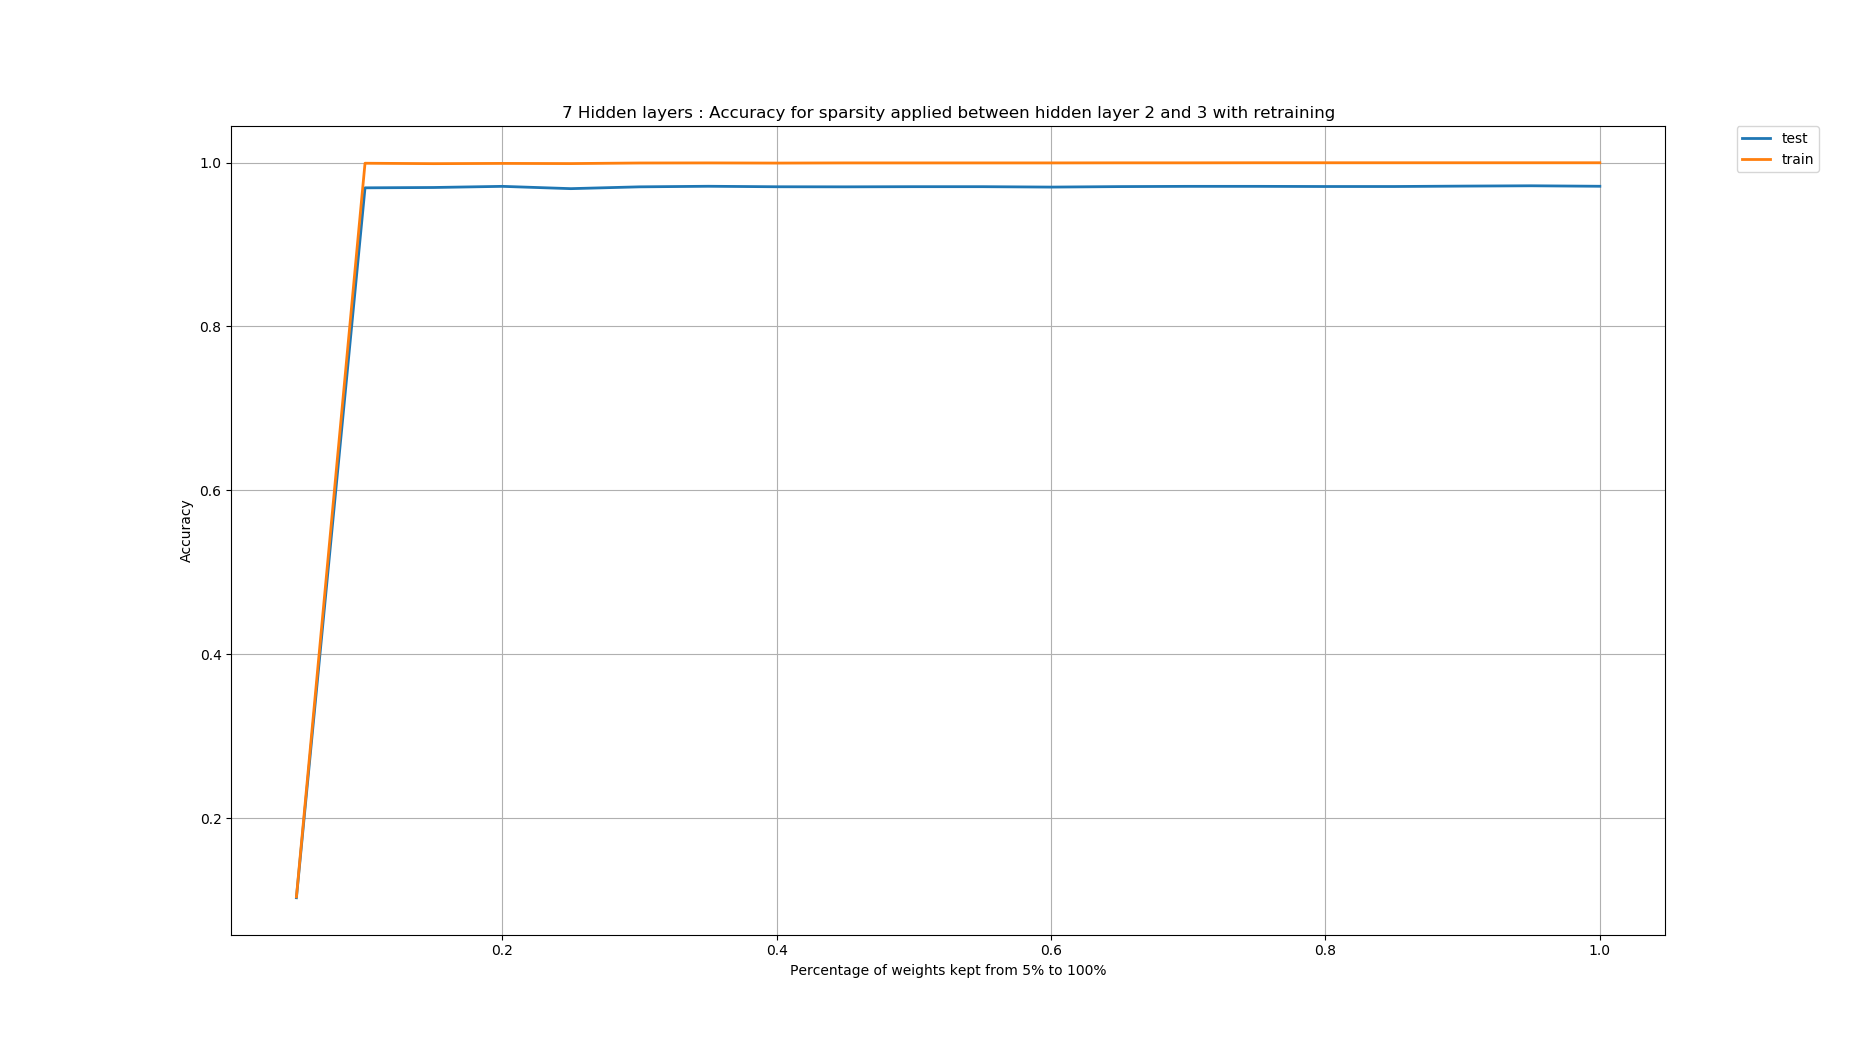 7 Hidden layers : Accuracy for sparsity applied between hidden layer 2 and 3 with retraining
test
train
1.0
0.8
0.6
0.4
0.2
Accuracy
0.2
0.4
0.6
0.8
1.0
Percentage of weights kept from 5% to 100%